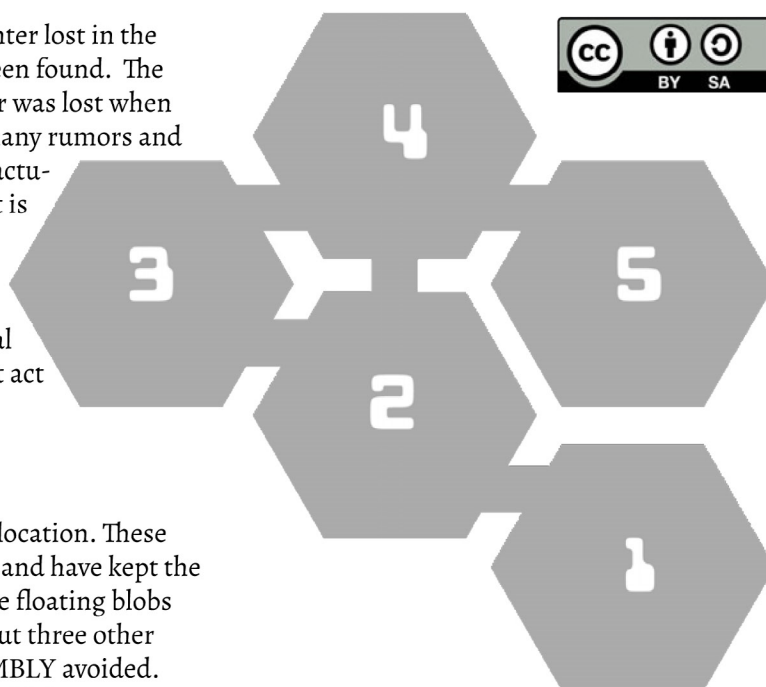 nter lost in the
een found. The
r was lost when
any rumors and
actu-
t is
al
t act
location. These
and have kept the
e floating blobs
ut three other
MBLY avoided.
4
3
5
2
1
cc
BY SA